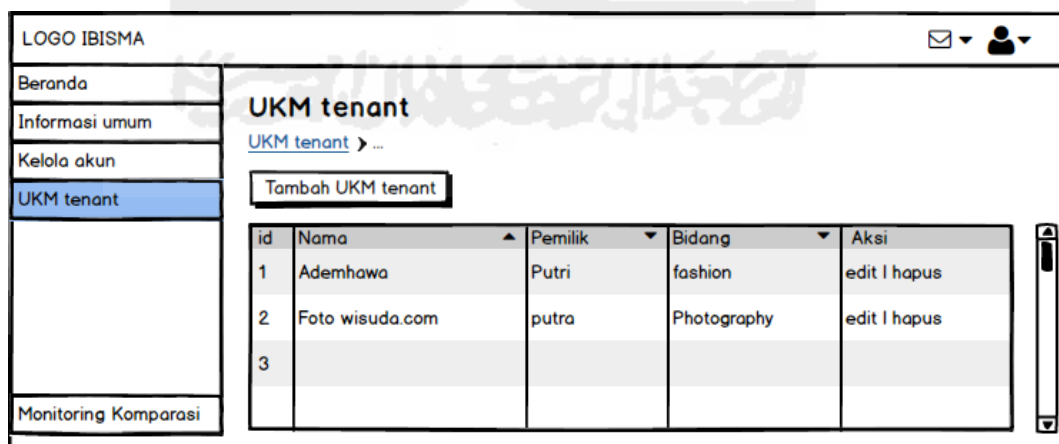 LOGO IBISMA
Beranda
Informasi umum
Kelola akun
UKM tenant
Monitoring Komparasi
UKM tenant
UKM tenant ❯ ...
Tambah UKM tenant
id Nama Pemilik Bidang Aksi
1 Ademhawa Putri fashion edit | hapus
2 Foto wisuda.com putra Photography edit | hapus
3